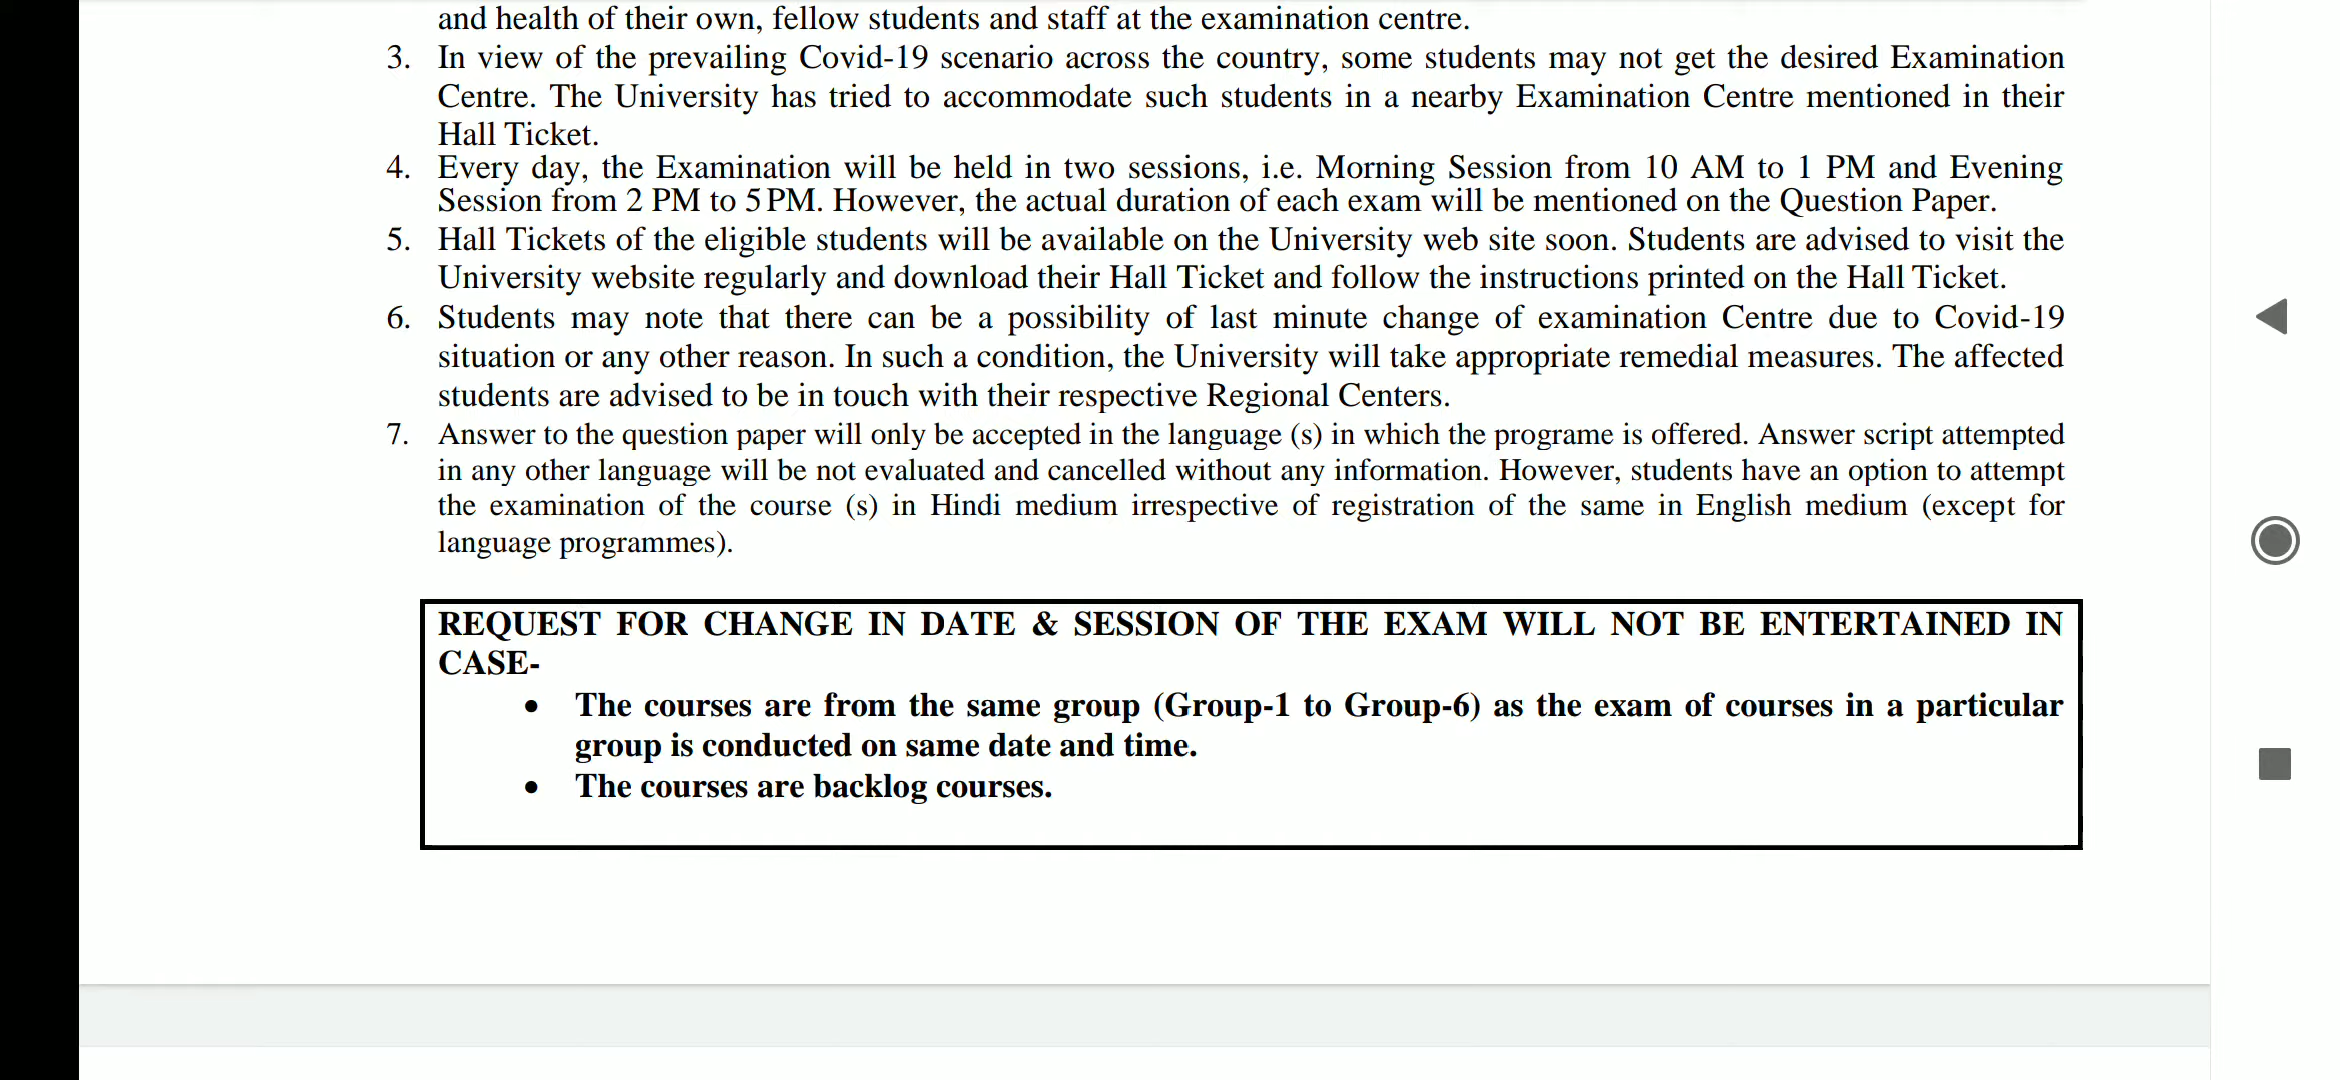 and health of their own, fellow students and staff at the examination centre.
3. In view of the prevailing Covid-19 scenario across the country, some students may not get the desired Examination
Centre. The University has tried to accommodate such students in a nearby Examination Centre mentioned in their
Hall Ticket.
4. Every day, the Examination will be held in two sessions, i.e. Morning Session from 10 AM to 1 PM and Evening
Session from 2 PM to 5 PM. However, the actual duration of each exam will be mentioned on the Question Paper.
5. Hall Tickets of the eligible students will be available on the University web site soon. Students are advised to visit the
University website regularly and download their Hall Ticket and follow the instructions printed on the Hall Ticket.
6. Students may note that there can be a possibility of last minute change of examination Centre due to Covid-19
situation or any other reason. In such a condition, the University will take appropriate remedial measures. The affected
students are advised to be in touch with their respective Regional Centers.
7. Answer to the question paper will only be accepted in the language (s) in which the programe is offered. Answer script attempted
in any other language will be not evaluated and cancelled without any information. However, students have an option to attempt
the examination of the course (s) in Hindi medium irrespective of registration of the same in English medium (except for
language programmes).
REQUEST FOR CHANGE IN DATE & SESSION OF THE EXAM WILL NOT BE ENTERTAINED IN
CASE-
• The courses are from the same group (Group-1 to Group-6) as the exam of courses in a particular
group is conducted on same date and time.
• The courses are backlog courses.